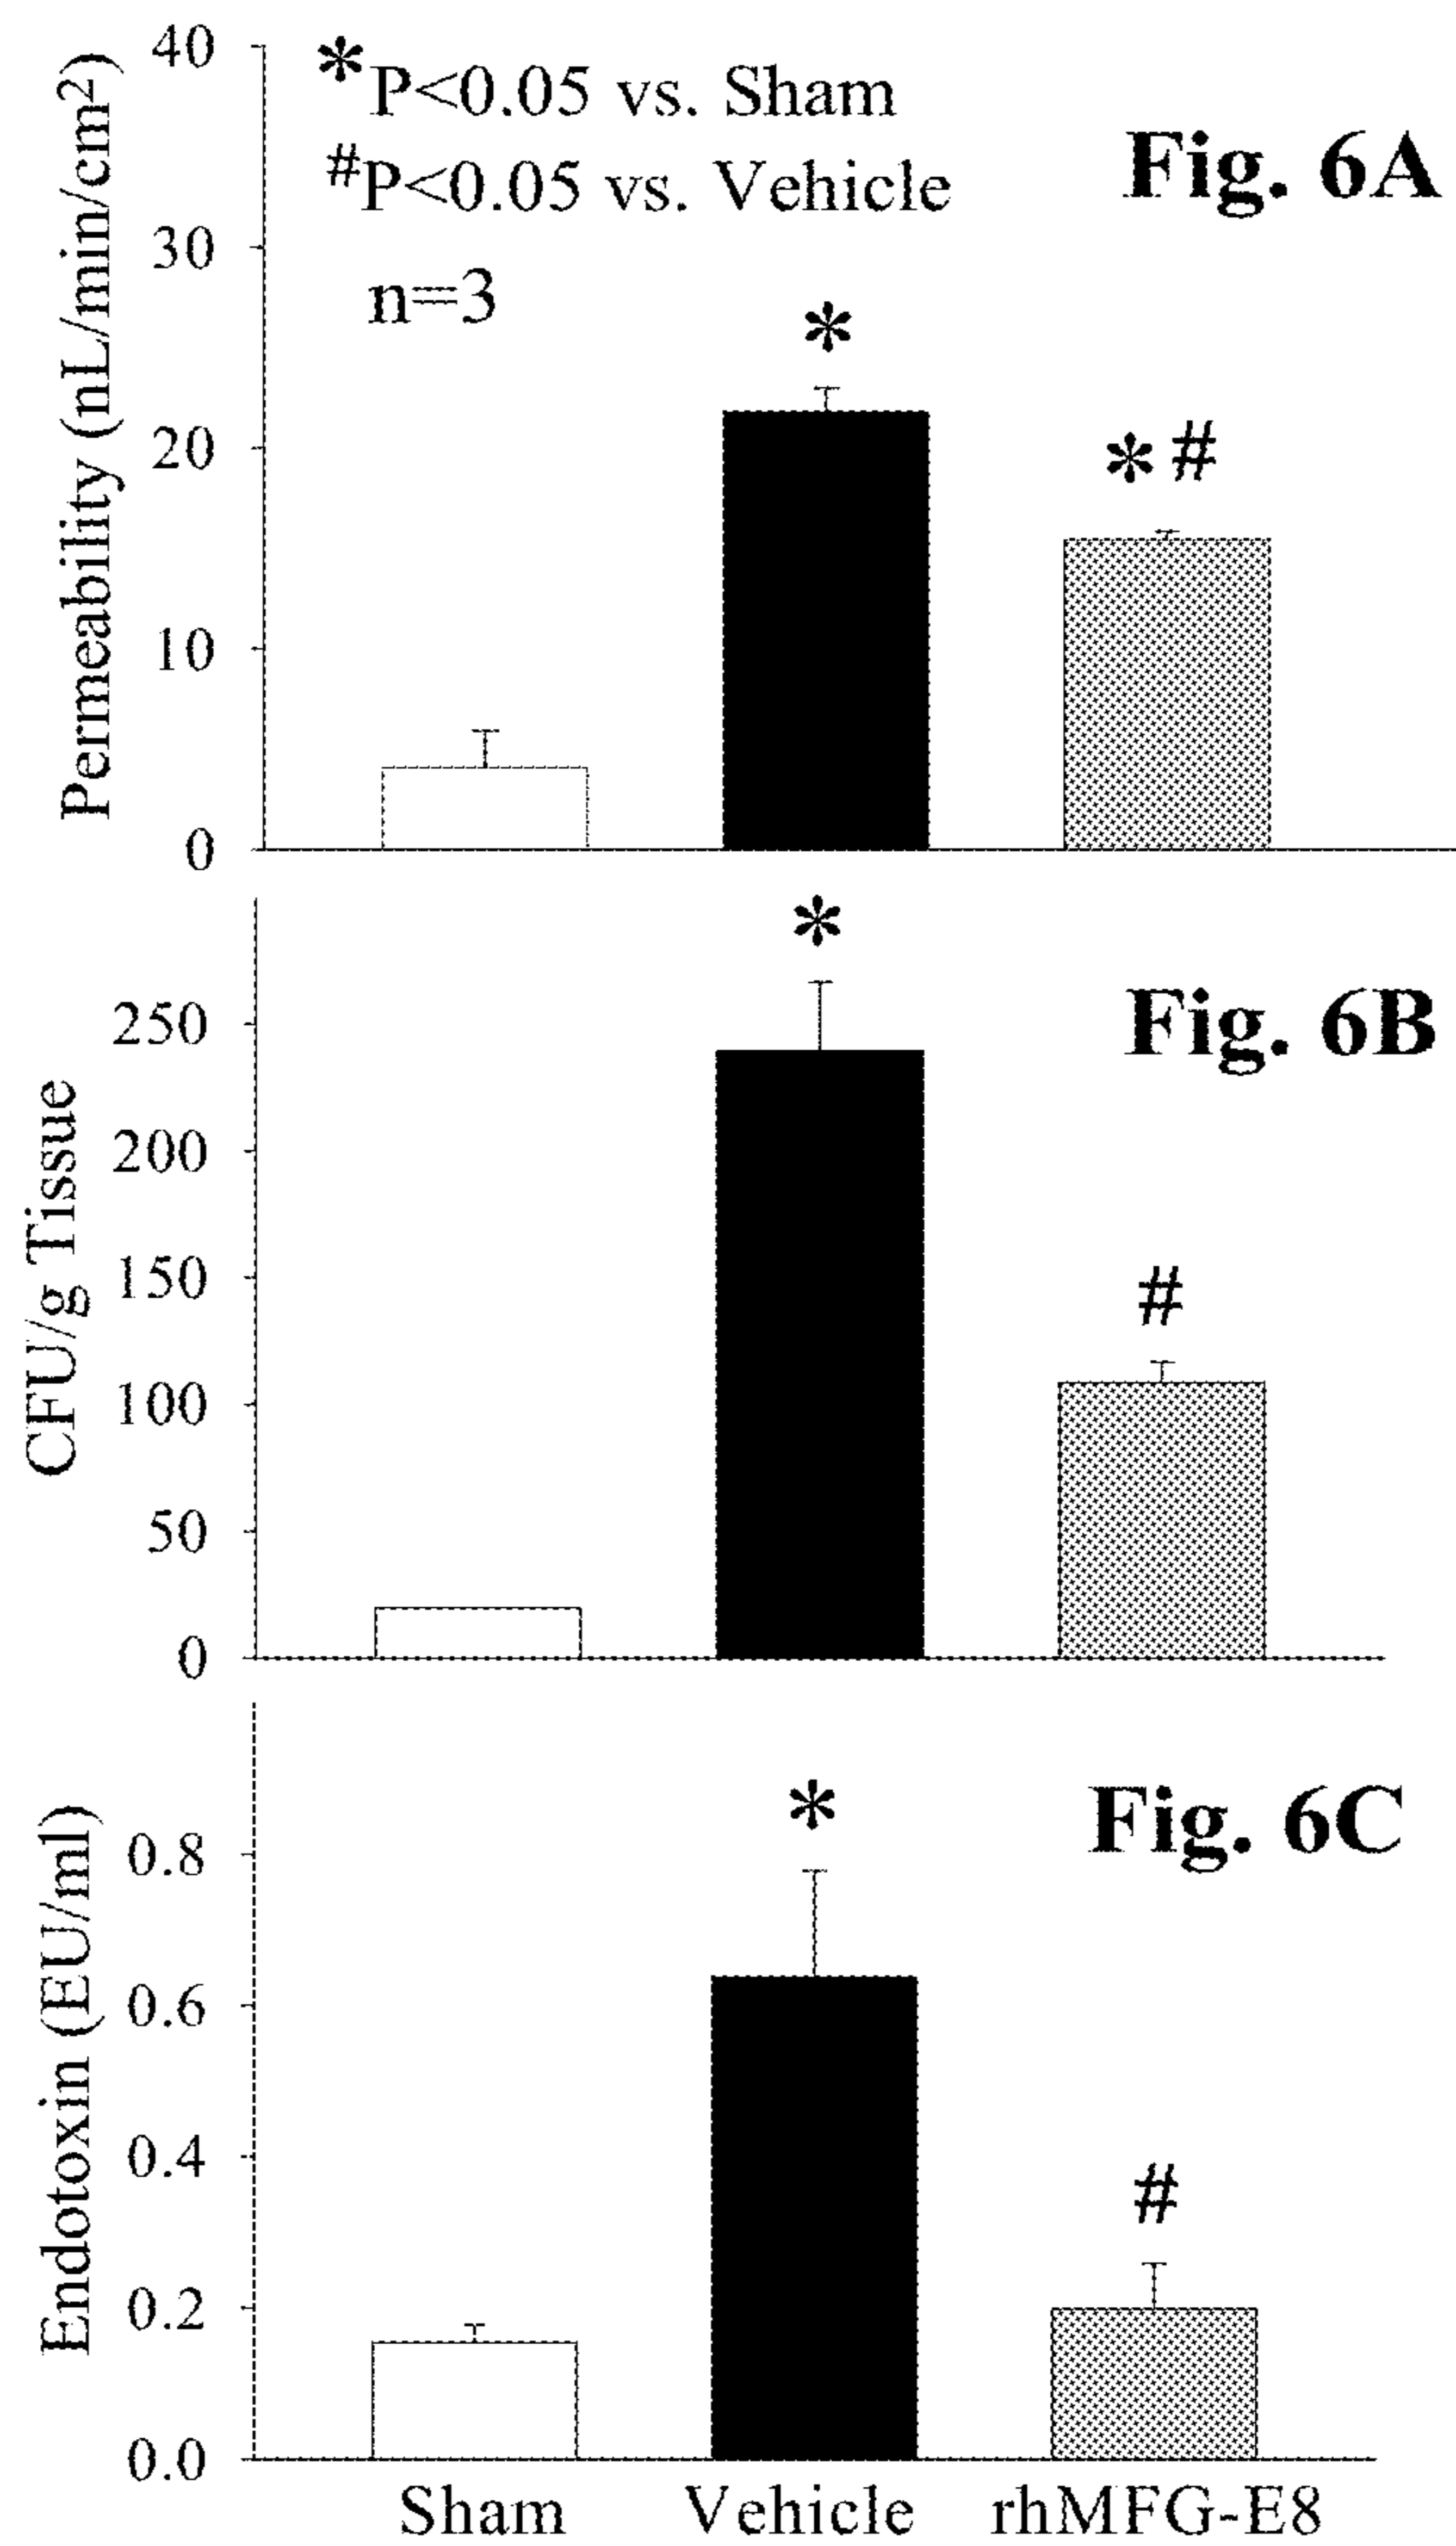 40
*P<0.05 vs. Sham
#P<0.05 vs. Vehicle
Fig. 6A
n=3
30
20
10
0
Permeability (nL/min/cm²)
*
*#
Fig. 6B
250
200
150
100
50
0
CFU/g Tissue
*
#
Fig. 6C
0.8
0.6
0.4
0.2
0.0
Endotoxin (EU/ml)
*
#
Sham Vehicle rhMFG-E8